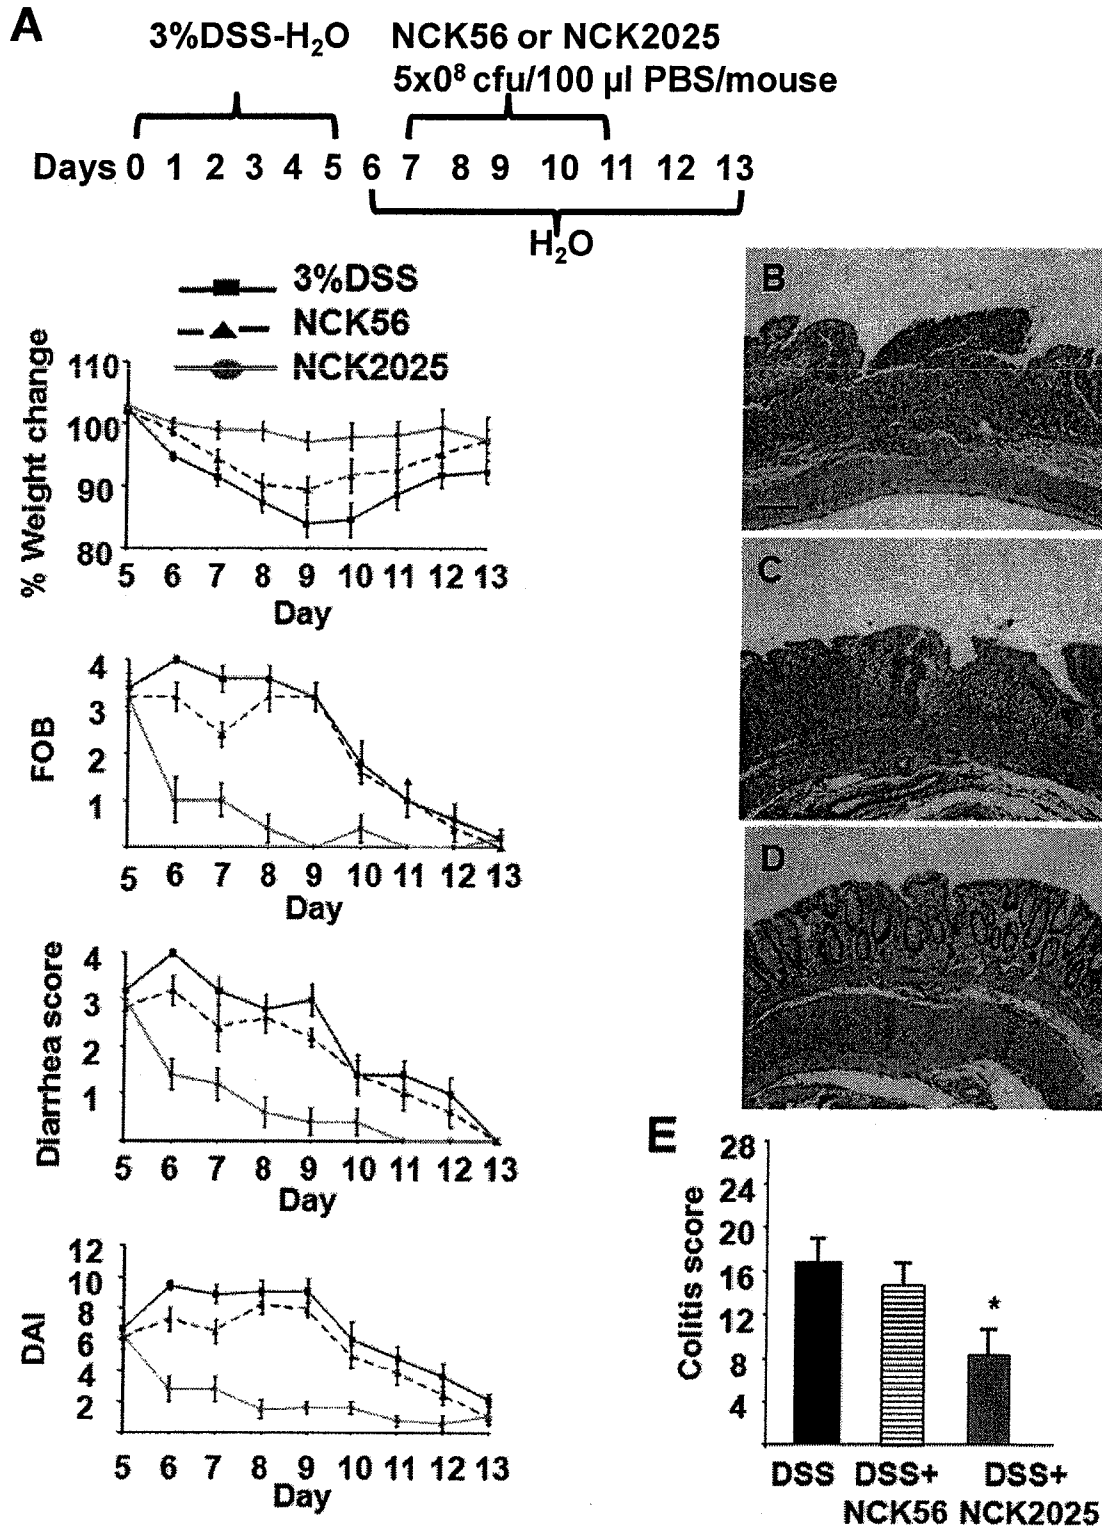 A
3%DSS-H₂O NCK56 or NCK2025
5x0⁸ cfu/100 µl PBS/mouse
Days 0 1 2 3 4 5 6 7 8 9 10 11 12 13
H₂O
3%DSS
NCK56
NCK2025
% Weight change
110
100
90
80
5 6 7 8 9 10 11 12 13
Day
FOB
4
3
2
1
5 6 7 8 9 10 11 12 13
Day
Diarrhea score
4
3
2
1
5 6 7 8 9 10 11 12 13
Day
DAI
12
10
8
6
4
2
5 6 7 8 9 10 11 12 13
Day
B
C
D
E
Colitis score
28
24
20
16
12
8
4
*
DSS DSS+ DSS+
NCK56 NCK2025